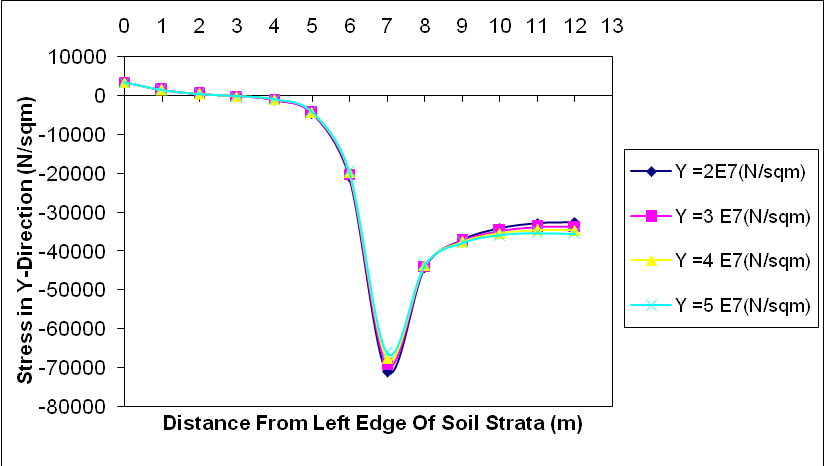 0 1 2 3 4 5 6 7 8 9 10 11 12 13
10000
0
-10000
-20000
-30000
-40000
-50000
-60000
-70000
-80000
Stress in Y-Direction (N/sqm)
Distance From Left Edge Of Soil Strata (m)
Y =2E7(N/sqm)
Y =3 E7(N/sqm)
Y =4 E7(N/sqm)
Y =5 E7(N/sqm)